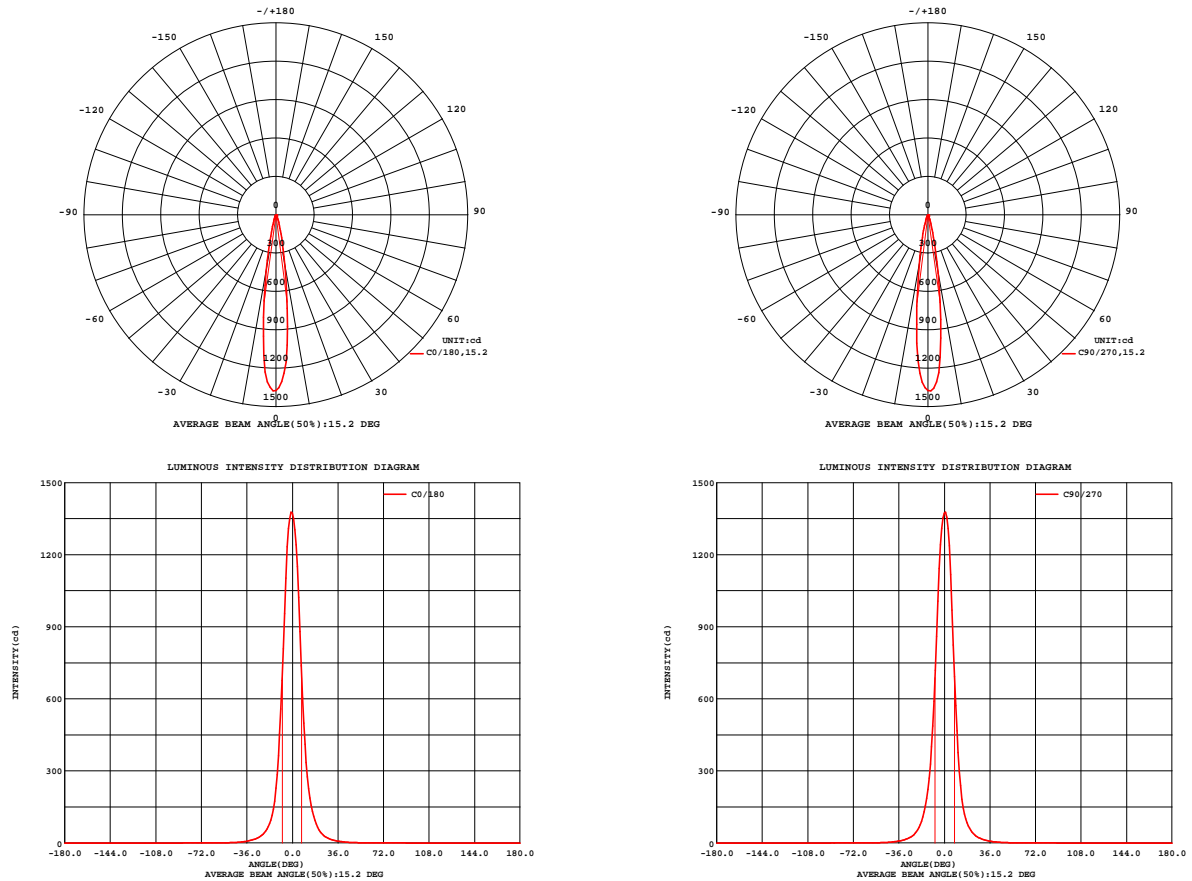 -/+180
-150
150
-120
120
-90
90
-60
60
-30
30
0
0
300
600
900
1200
1500
UNIT:cd
C0/180,15.2
AVERAGE BEAM ANGLE(50%):15.2 DEG
-/+180
-150
150
-120
120
-90
90
-60
60
-30
30
0
0
300
600
900
1200
1500
UNIT:cd
C90/270,15.2
AVERAGE BEAM ANGLE(50%):15.2 DEG
LUMINOUS INTENSITY DISTRIBUTION DIAGRAM
C0/180
INTENSITY(cd)
1500
1200
900
600
300
0
-180.0 -144.0 -108.0 -72.0 -36.0 0.0 36.0 72.0 108.0 144.0 180.0
ANGLE(DEG)
AVERAGE BEAM ANGLE(50%):15.2 DEG
LUMINOUS INTENSITY DISTRIBUTION DIAGRAM
C90/270
INTENSITY(cd)
1500
1200
900
600
300
0
-180.0 -144.0 -108.0 -72.0 -36.0 0.0 36.0 72.0 108.0 144.0 180.0
ANGLE(DEG)
AVERAGE BEAM ANGLE(50%):15.2 DEG